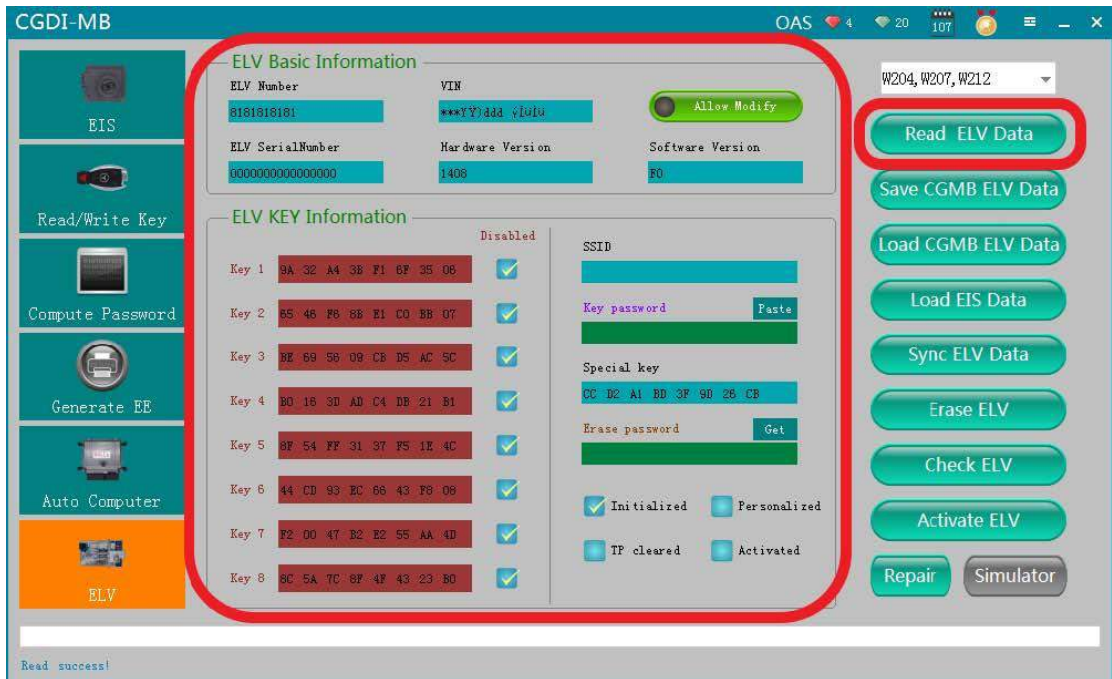 CGDI-MB
OAS 4 20 107
EIS
Read/Write Key
Compute Password
Generate EE
Auto Computer
ELV
ELV Basic Information
ELV Number
VIN
8181818181
Allow Modify
ELV SerialNumber
Hardware Version
Software Version
0000000000000000
1408
F0
ELV KEY Information
Disabled
Key 1 9A 32 A4 3B F1 6F 35 06
Key 2 65 46 F6 8B E1 C0 BB 07
Key 3 BE 69 58 09 CB D5 AC 5C
Key 4 B0 16 3D AD C4 DB 21 B1
Key 5 8F 54 FF 31 37 F5 1E 4C
Key 6 44 CD 93 EC 66 43 F8 08
Key 7 F2 00 47 B2 E2 55 AA 4D
Key 8 8C 5A 7C 8F 4F 43 23 B0
SSID
Key password
Paste
Special key
CC D2 A1 BD 3F 9D 26 CB
Erase password
Get
Initialized
Personalized
TP cleared
Activated
W204, W207, W212
Read ELV Data
Save CGMB ELV Data
Load CGMB ELV Data
Load EIS Data
Sync ELV Data
Erase ELV
Check ELV
Activate ELV
Repair
Simulator
Read success!